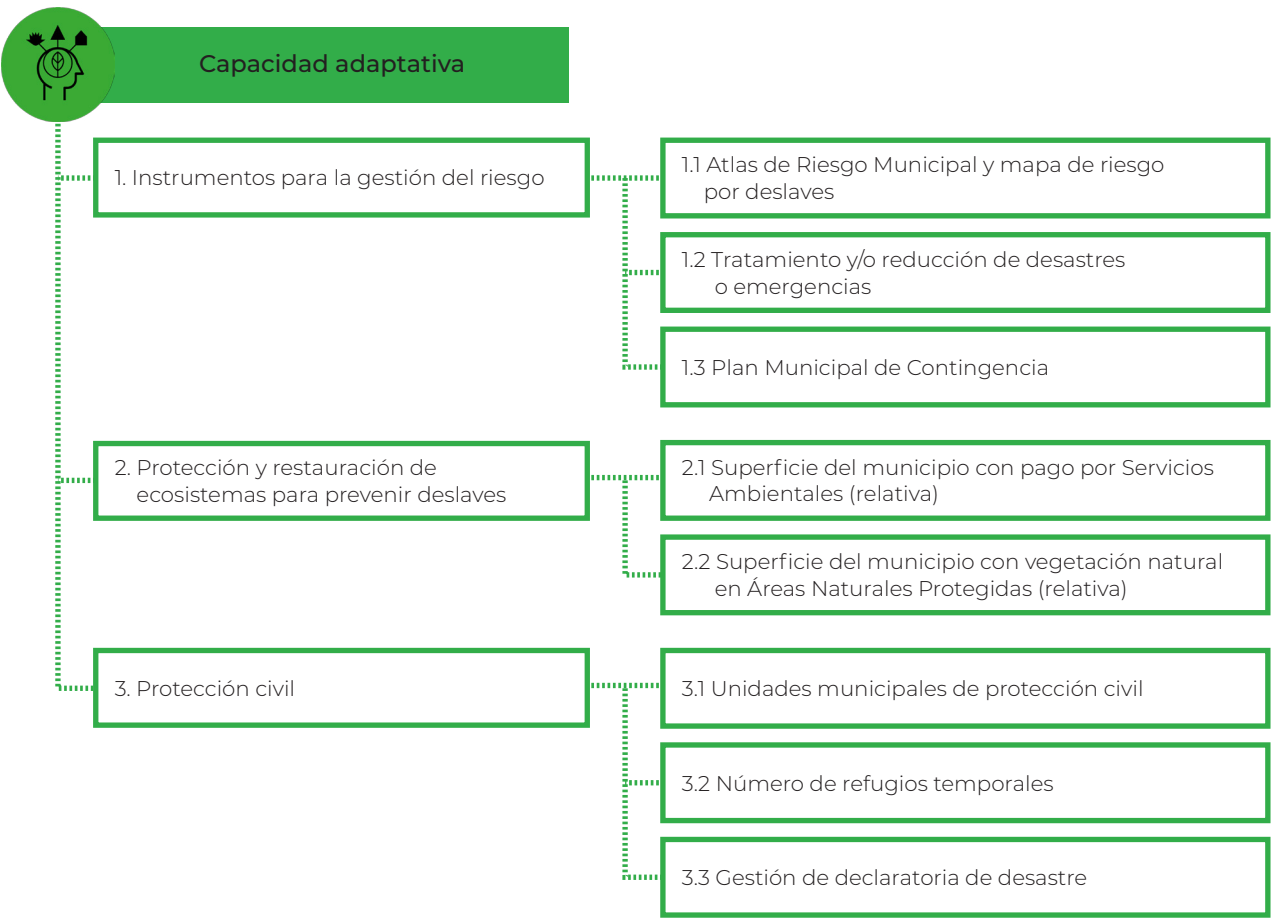 Capacidad adaptativa
1. Instrumentos para la gestión del riesgo
1.1 Atlas de Riesgo Municipal y mapa de riesgo
por deslaves
1.2 Tratamiento y/o reducción de desastres
o emergencias
1.3 Plan Municipal de Contingencia
2. Protección y restauración de
ecosistemas para prevenir deslaves
2.1 Superficie del municipio con pago por Servicios
Ambientales (relativa)
2.2 Superficie del municipio con vegetación natural
en Áreas Naturales Protegidas (relativa)
3. Protección civil
3.1 Unidades municipales de protección civil
3.2 Número de refugios temporales
3.3 Gestión de declaratoria de desastre